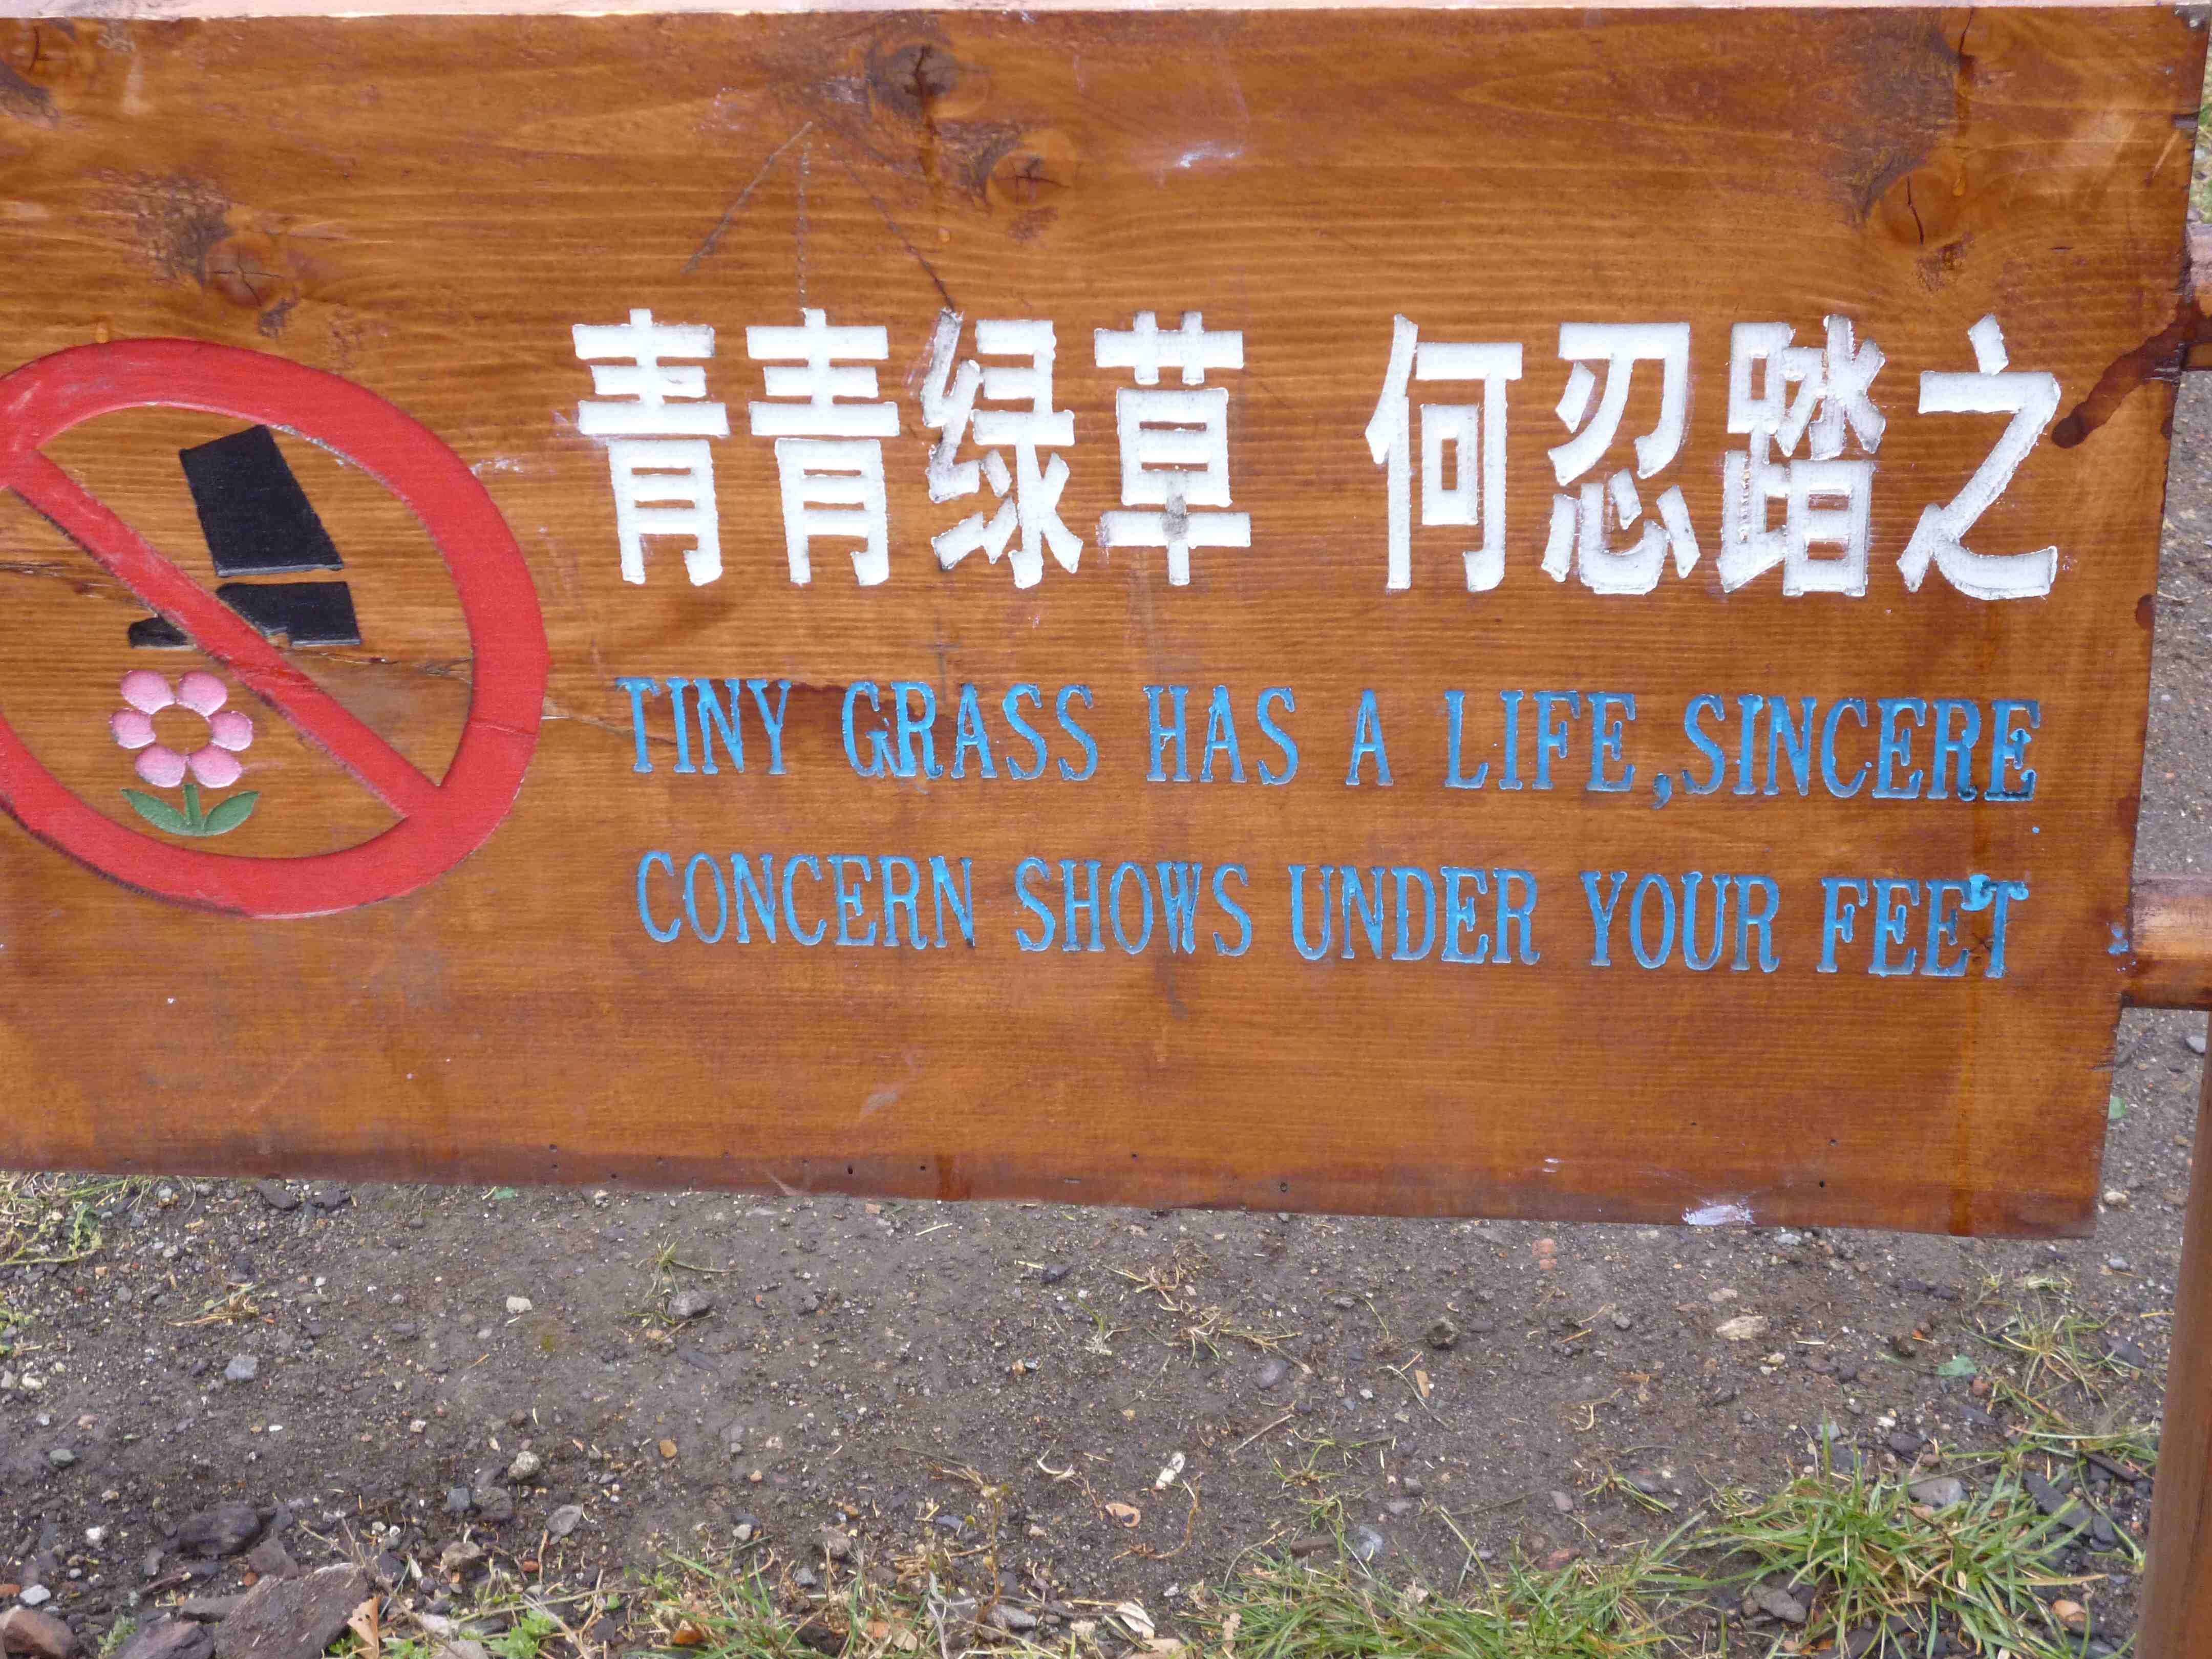 青青绿草 何忍踏之
TINY GRASS HAS A LIFE,SINCERE
CONCERN SHOWS UNDER YOUR FEET